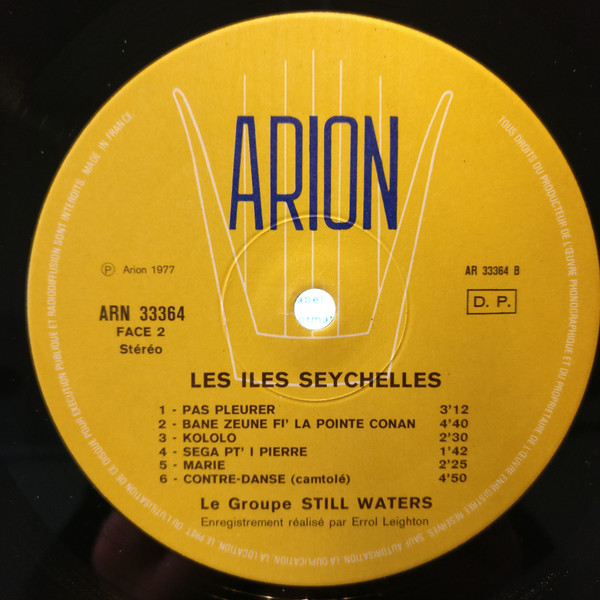 ARION
Ⓟ Arion 1977
AR 33364 B
ARN 33364
D. P.
FACE 2
Stéréo
LES ILES SEYCHELLES
1 - PAS PLEURER 3'12
2 - BANE ZEUNE FI' LA POINTE CONAN 4'40
3 - KOLOLO 2'30
4 - SEGA PT' I PIERRE 1'42
5 - MARIE 2'25
6 - CONTRE-DANSE (camtolé) 4'50
Le Groupe STILL WATERS
Enregistrement réalisé par Errol Leighton
TOUS DROITS DU PRODUCTEUR DE L'ŒUVRE PHONOGRAPHIQUE ET DU PROPRIETAIRE DE L'ŒUVRE ENREGISTREE RESERVES. SAUF AUTORISATION, LA DUPLICATION, LA LOCATION, LE PRET OU L'UTILISATION DE CE DISQUE POUR EXECUTION PUBLIQUE ET RADIODIFFUSION SONT INTERDITS. MADE IN FRANCE.